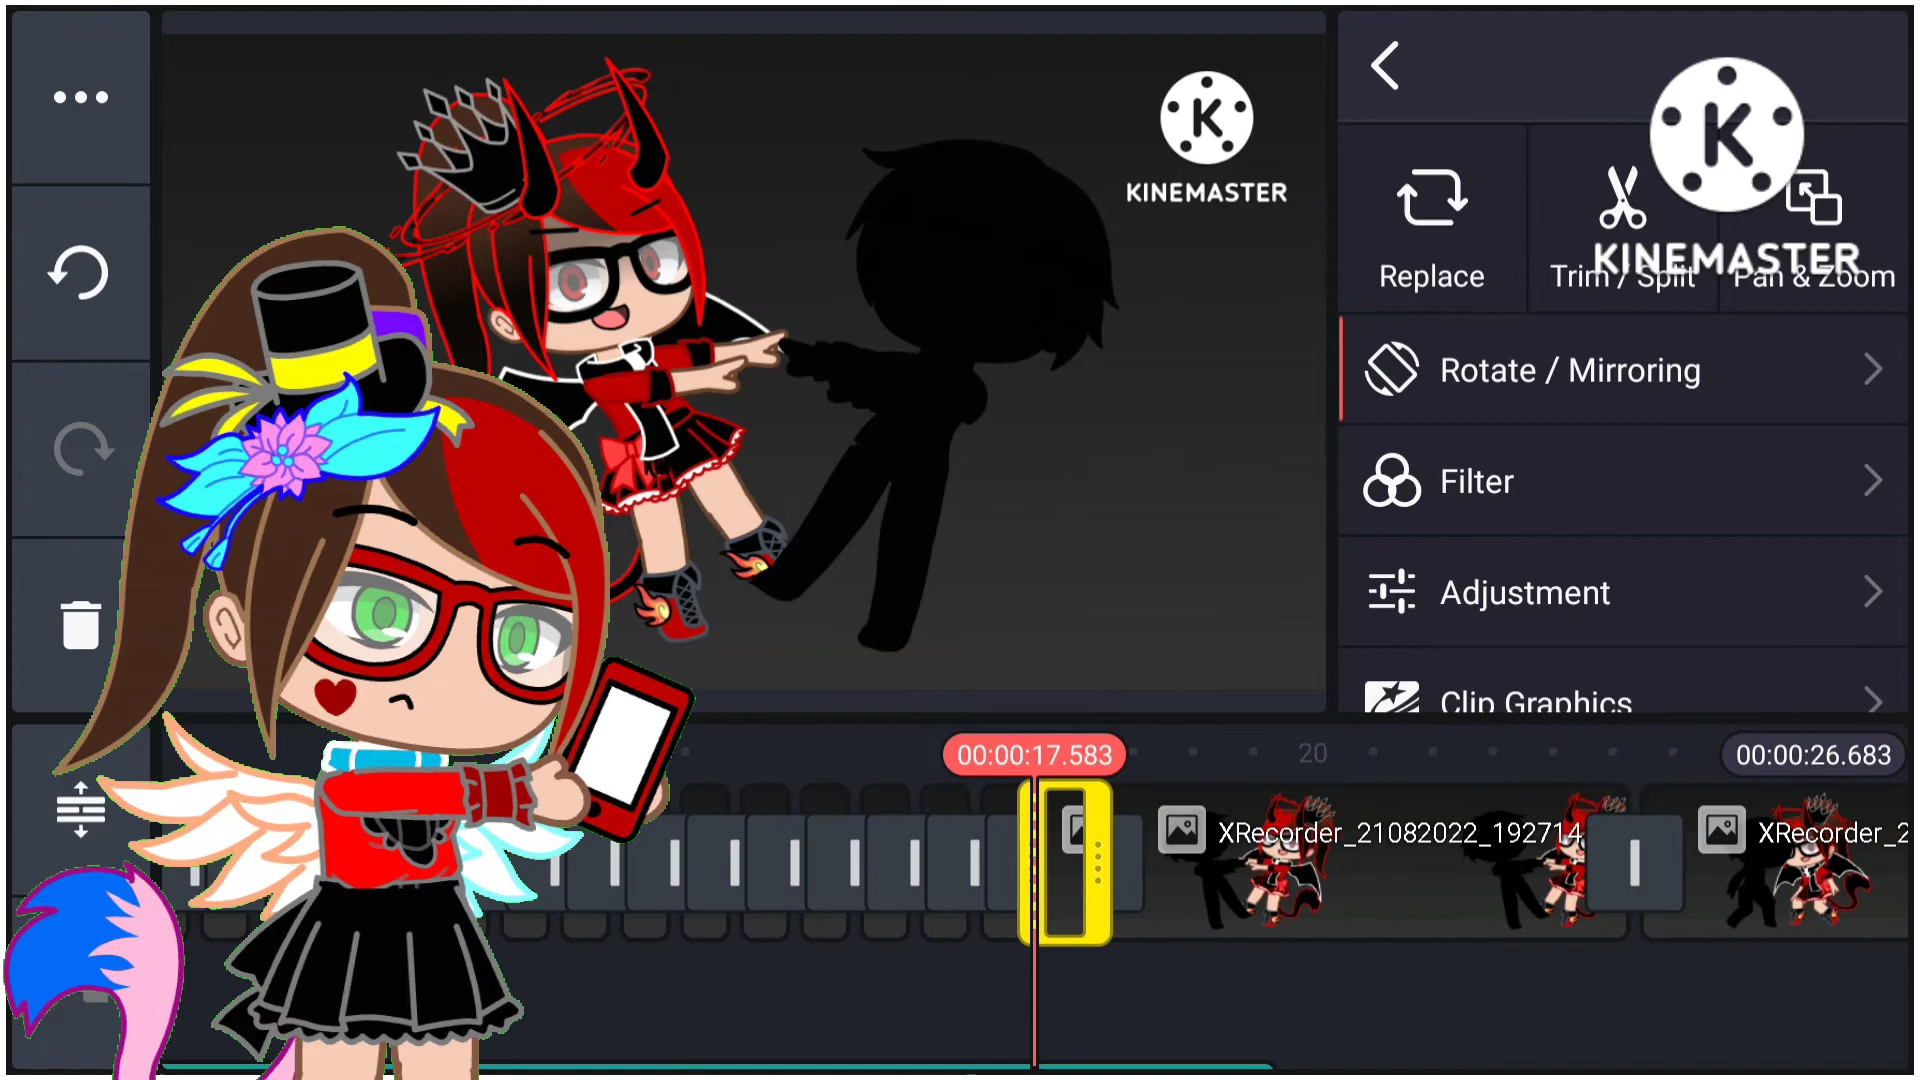 K
KINEMASTER
K
KINEMASTER
Replace
Trim / Split
Pan & Zoom
Rotate / Mirroring
Filter
Adjustment
Clip Graphics
00:00:17.583
20
00:00:26.683
XRecorder_21082022_192714
XRecorder_2